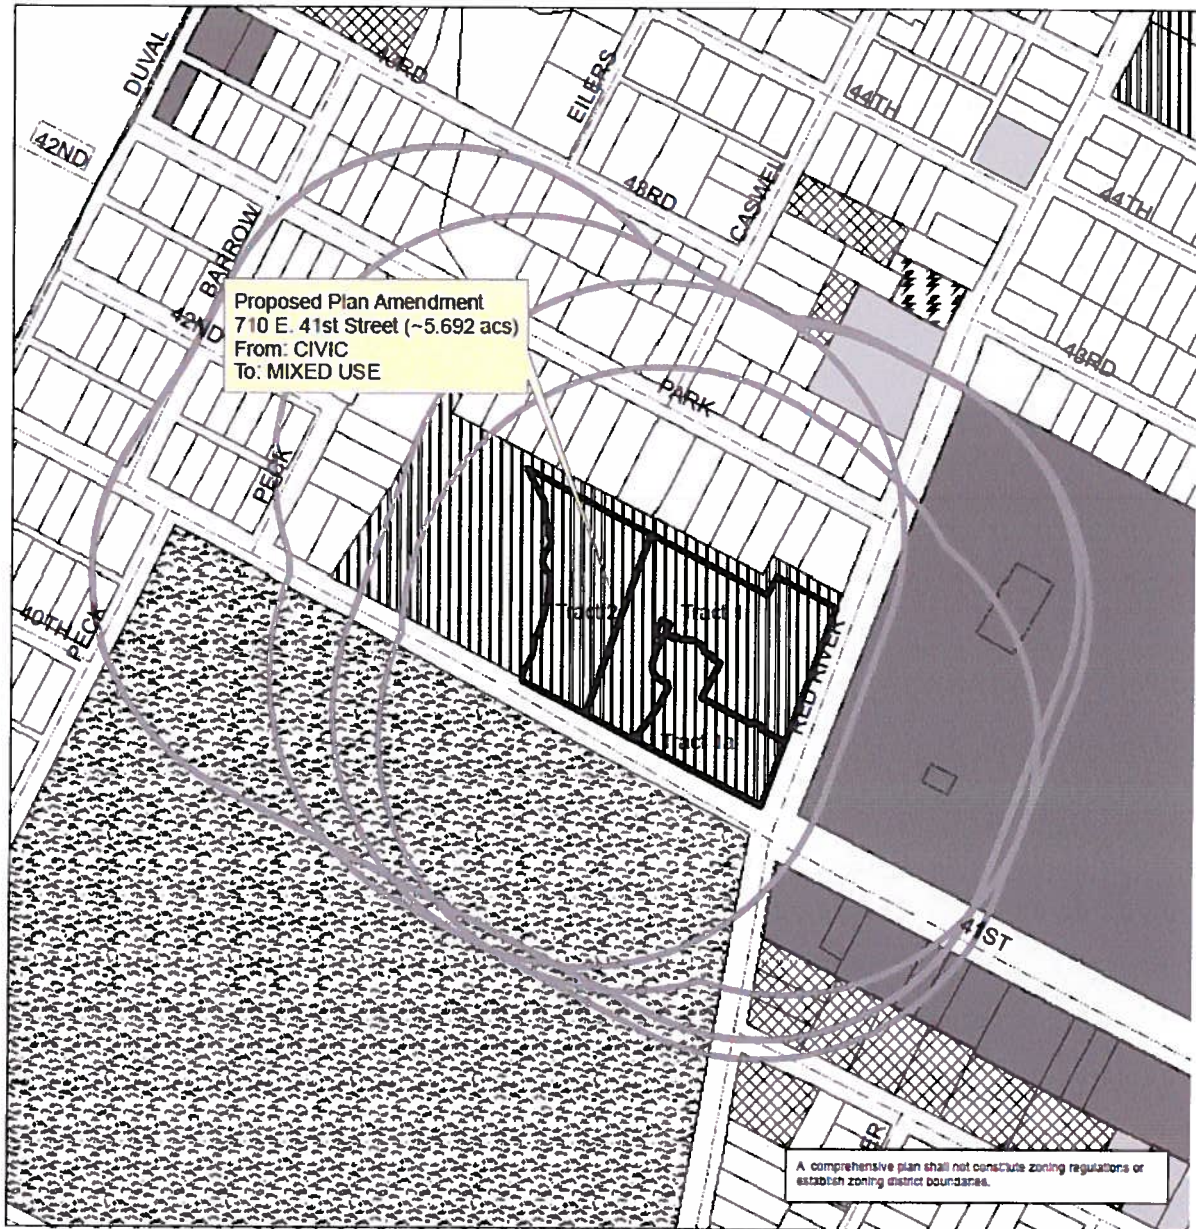 DUVAL
43RD
EILERS
44TH
42ND
48RD
CASWELL
44TH
BARROW
Proposed Plan Amendment
710 E. 41st Street (~5.692 acs)
From: CIVIC
To: MIXED USE
42ND
43RD
PARK
PECK
Tract 2
Tract 1
40TH
PECK
RED RIVER
Tract 1a
41ST
A comprehensive plan shall not constitute zoning regulations or
establish zoning district boundaries.